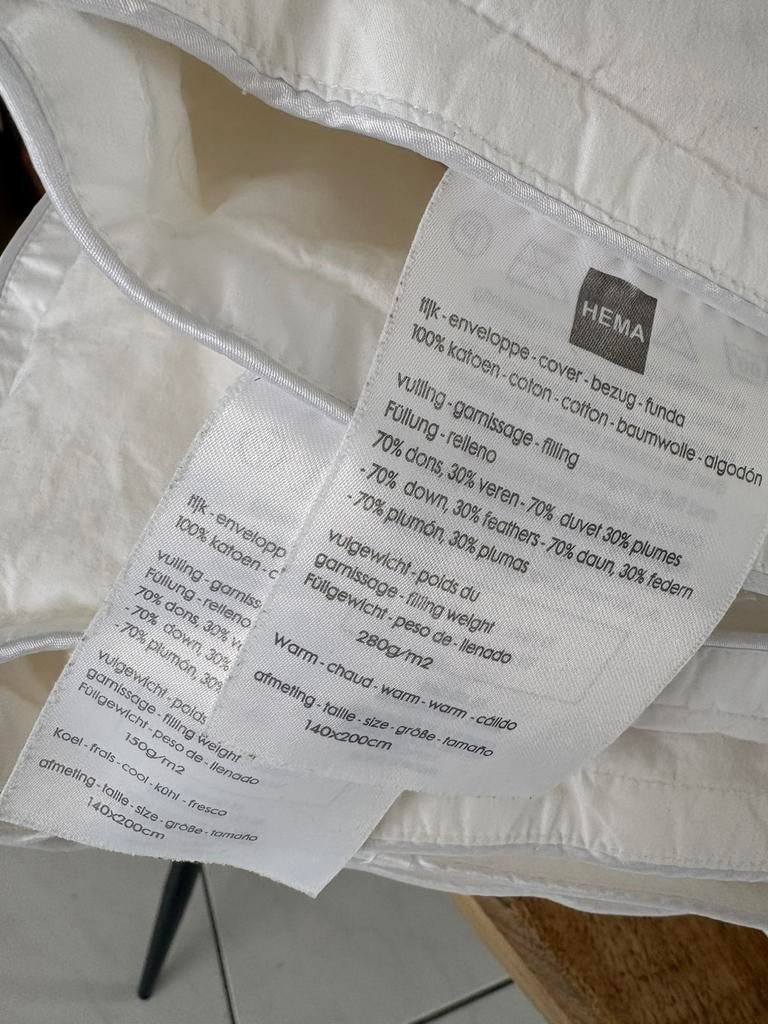 HEMA
tijk - enveloppe - cover - bezug - funda
100% katoen - coton - cotton - baumwolle - algodón
vulling - garnissage - filling
Füllung - relleno
70% dons, 30% veren - 70% duvet 30% plumes
- 70% down, 30% feathers - 70% daun, 30% federn
- 70% plumón, 30% plumas
vulgewicht - poids du
garnissage - filling weight
Füllgewicht - peso de - llenado
280g/m2
Warm - chaud - warm - warm - cálido
afmeting - taille - size - größe - tamaño
140x200cm
tijk - envelopp
100% katoen - c
vulling - garniss
Füllung - relleno
70% dons, 30% v
- 70% down, 30%
- 70% plumón, 30%
vulgewicht - poids
garnissage - filling weight
Füllgewicht - peso de - llenado
150g/m2
Koel - frais - cool - kühl - fresco
afmeting - taille - size - größe - tamaño
140x200cm